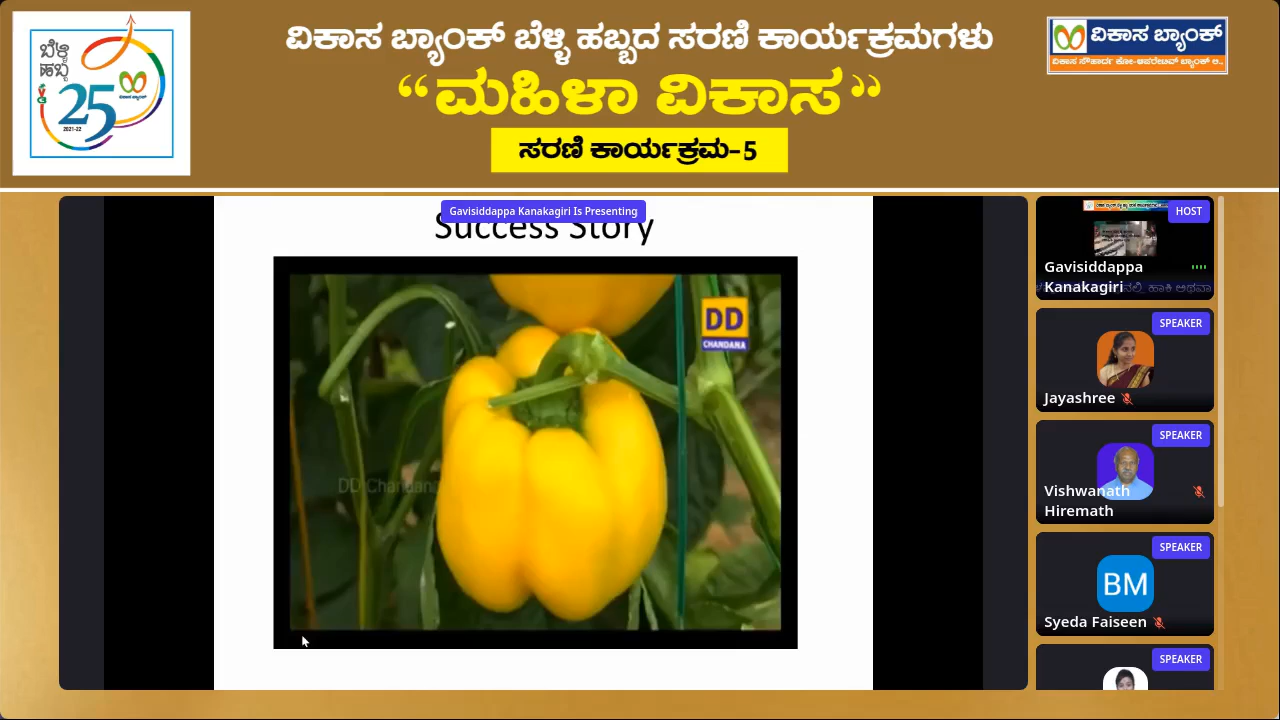 ಬೆಳ್ಳಿ
ಹಬ್ಬ
25
2021-22
ವಿಕಾಸ ಬ್ಯಾಂಕ್ ಬೆಳ್ಳಿ ಹಬ್ಬದ ಸರಣಿ ಕಾರ್ಯಕ್ರಮಗಳು
“ಮಹಿಳಾ ವಿಕಾಸ”
ಸರಣಿ ಕಾರ್ಯಕ್ರಮ-5
ವಿಕಾಸ ಬ್ಯಾಂಕ್
ವಿಕಾಸ ಸೌಹಾರ್ದ ಕೋ-ಆಪರೇಟಿವ್ ಬ್ಯಾಂಕ್ ಲಿ.,
Gavisiddappa Kanakagiri Is Presenting
Success Story
DD
CHANDANA
DD Chandana
HOST
Gavisiddappa
Kanakagiri
SPEAKER
Jayashree
SPEAKER
Vishwanath
Hiremath
SPEAKER
BM
Syeda Faiseen
SPEAKER